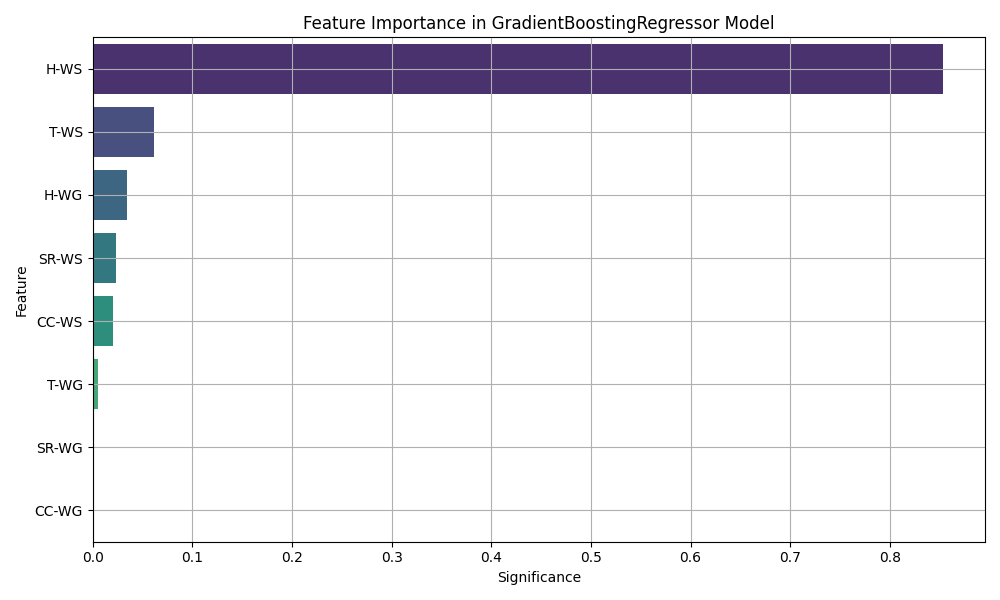 Feature Importance in GradientBoostingRegressor Model
H-WS
T-WS
H-WG
SR-WS
CC-WS
T-WG
SR-WG
CC-WG
Feature
0.0 0.1 0.2 0.3 0.4 0.5 0.6 0.7 0.8
Significance